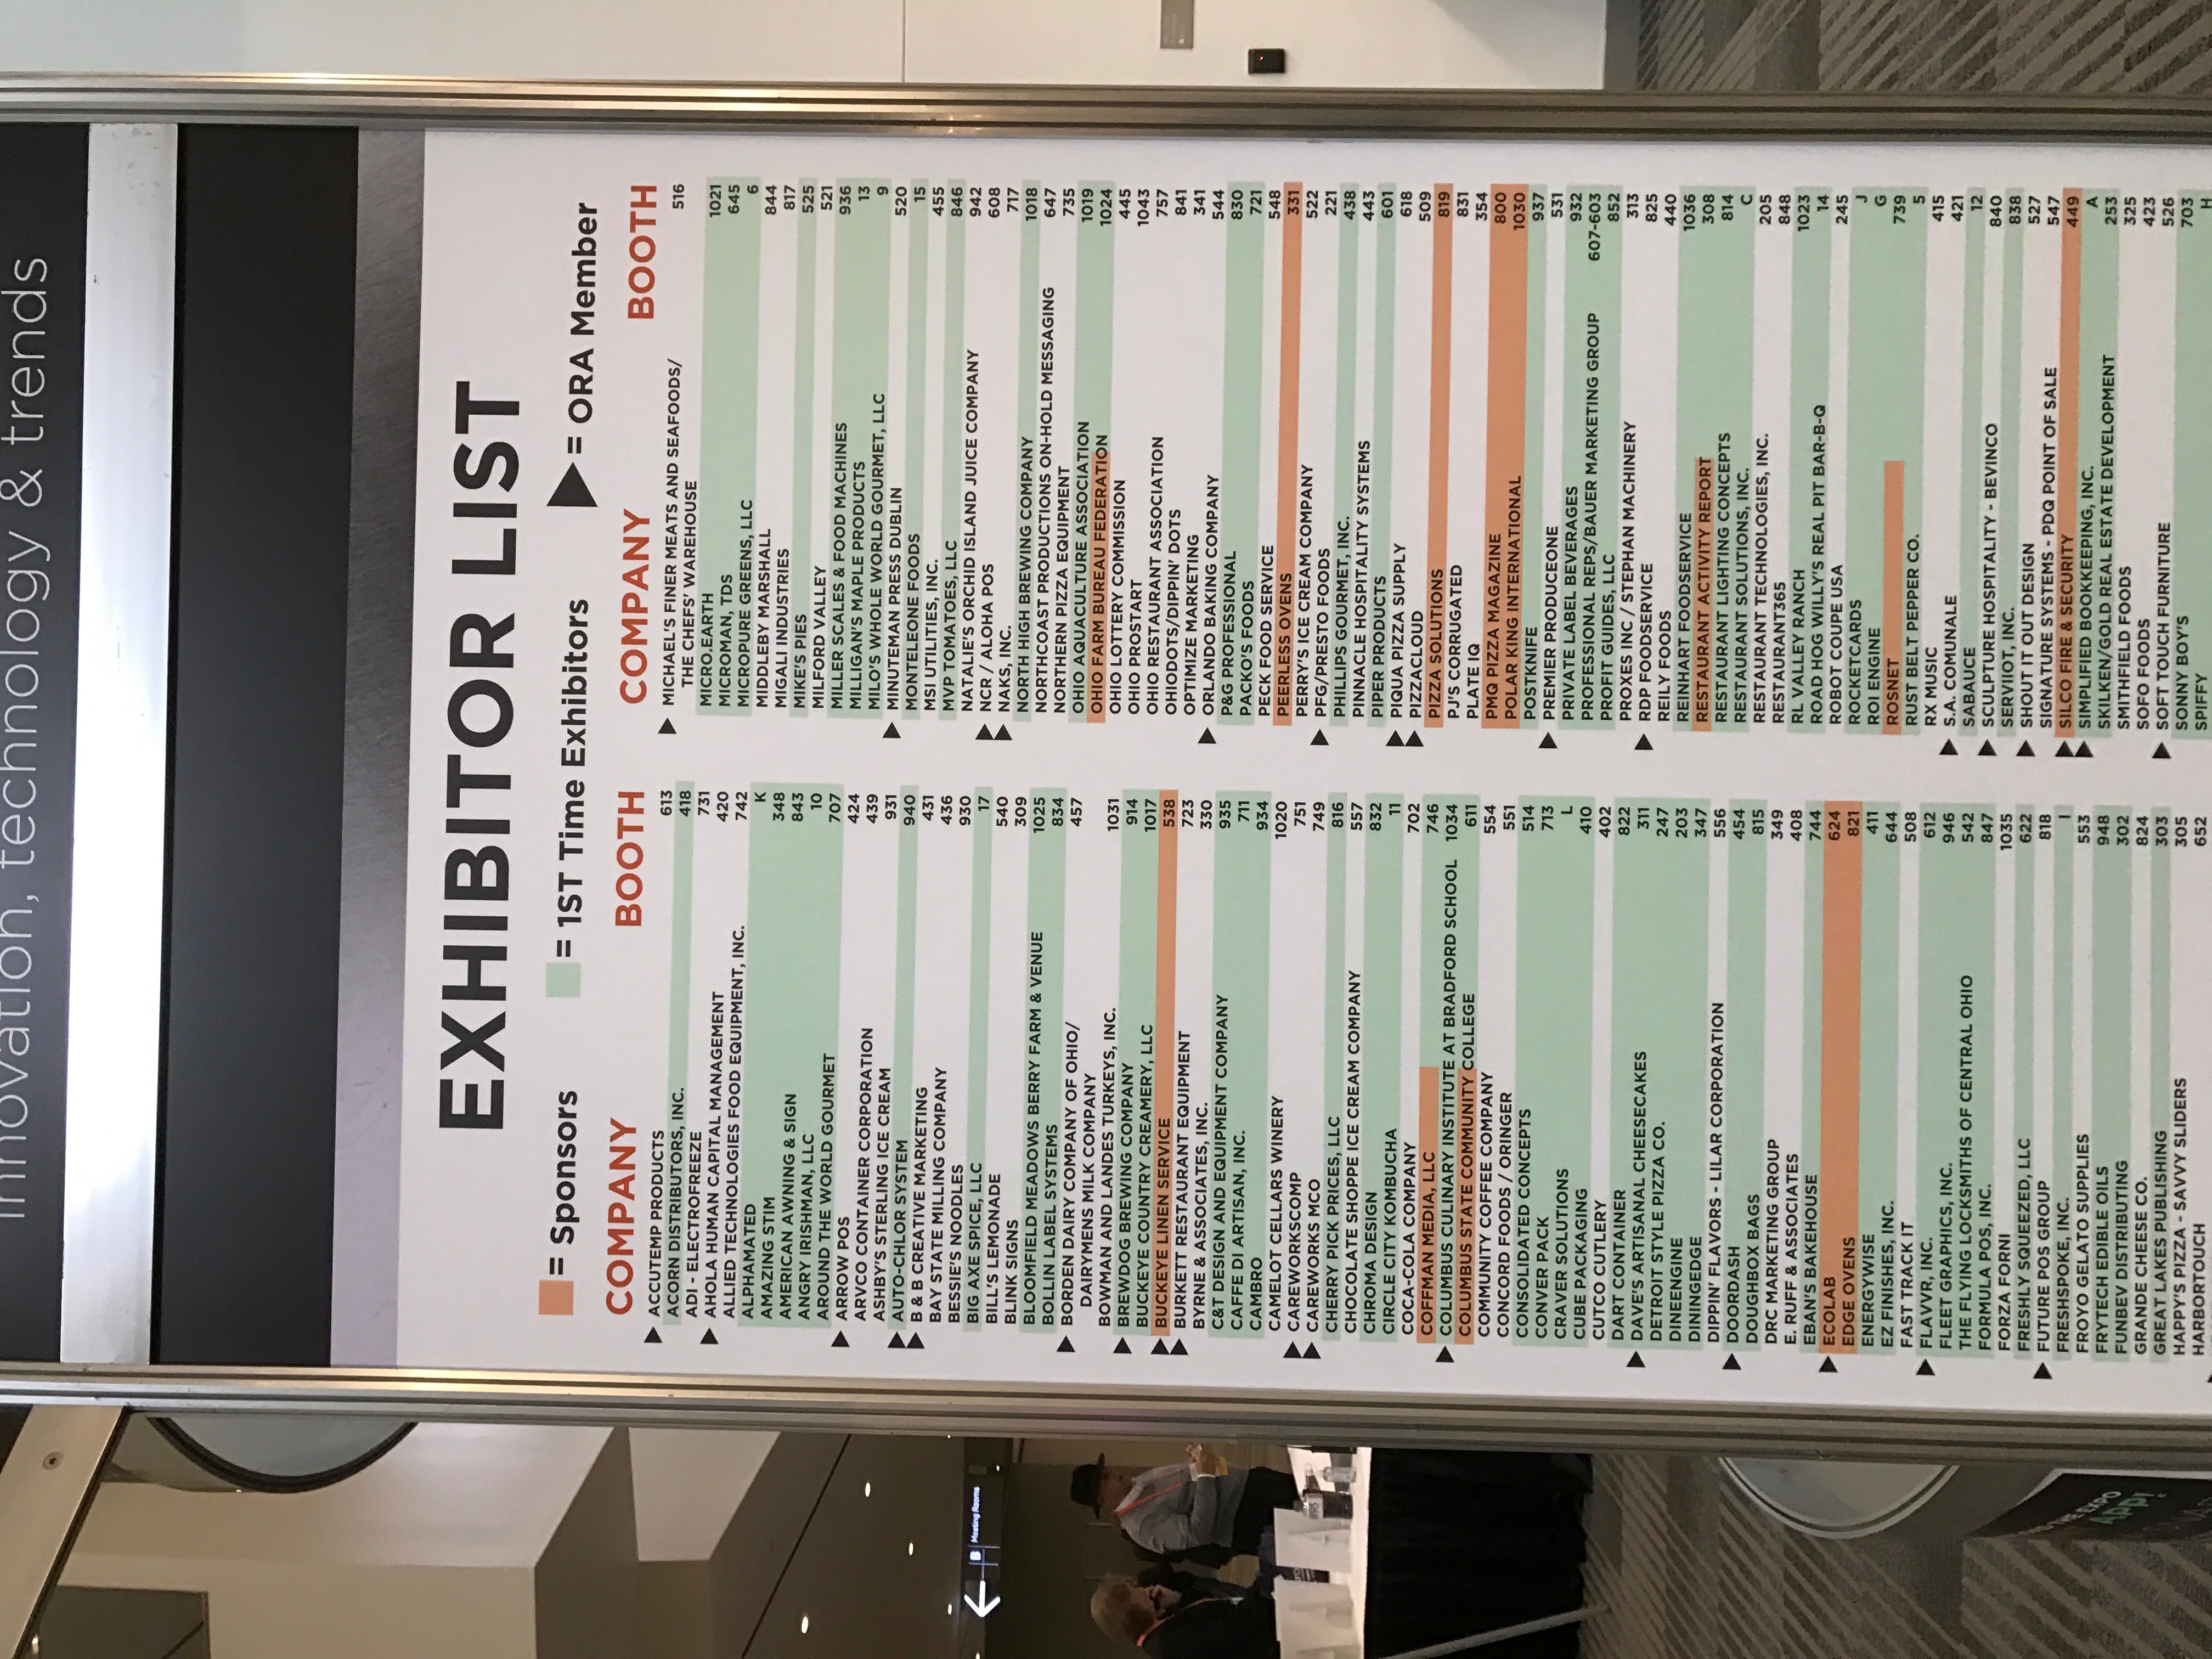 innovation, technology & trends
EXHIBITOR LIST
= Sponsors = 1ST Time Exhibitors = ORA Member
COMPANY BOOTH
ACCUTEMP PRODUCTS 613
ACORN DISTRIBUTORS, INC. 418
ADI - ELECTROFREEZE 731
AHOLA HUMAN CAPITAL MANAGEMENT 420
ALLIED TECHNOLOGIES FOOD EQUIPMENT, INC. 742
ALPHAMATED K
AMAZING STIM 348
AMERICAN AWNING & SIGN 843
ANGRY IRISHMAN, LLC 10
AROUND THE WORLD GOURMET 707
ARROW POS 424
ARVCO CONTAINER CORPORATION 439
ASHBY'S STERLING ICE CREAM 931
AUTO-CHLOR SYSTEM 940
B & B CREATIVE MARKETING 431
BAY STATE MILLING COMPANY 436
BESSIE'S NOODLES 930
BIG AXE SPICE, LLC 17
BILL'S LEMONADE 540
BLINK SIGNS 309
BLOOMFIELD MEADOWS BERRY FARM & VENUE 1025
BOLLIN LABEL SYSTEMS 834
BORDEN DAIRY COMPANY OF OHIO/ 457
DAIRYMENS MILK COMPANY
BOWMAN AND LANDES TURKEYS, INC. 1031
BREWDOG BREWING COMPANY 914
BUCKEYE COUNTRY CREAMERY, LLC 1017
BUCKEYE LINEN SERVICE 538
BURKETT RESTAURANT EQUIPMENT 723
BYRNE & ASSOCIATES, INC. 330
C&T DESIGN AND EQUIPMENT COMPANY 935
CAFFE DI ARTISAN, INC. 711
CAMBRO 934
CAMELOT CELLARS WINERY 1020
CAREWORKSCOMP 751
CAREWORKS MCO 749
CHERRY PICK PRICES, LLC 816
CHOCOLATE SHOPPE ICE CREAM COMPANY 557
CHROMA DESIGN 832
CIRCLE CITY KOMBUCHA 11
COCA-COLA COMPANY 702
COFFMAN MEDIA, LLC 746
COLUMBUS CULINARY INSTITUTE AT BRADFORD SCHOOL 1034
COLUMBUS STATE COMMUNITY COLLEGE 611
COMMUNITY COFFEE COMPANY 554
CONCORD FOODS / ORINGER 551
CONSOLIDATED CONCEPTS 514
CONVER PACK 713
CRAVER SOLUTIONS L
CUBE PACKAGING 410
CUTCO CUTLERY 402
DART CONTAINER 822
DAVE'S ARTISANAL CHEESECAKES 311
DETROIT STYLE PIZZA CO. 247
DINEENGINE 203
DININGEDGE 347
DIPPIN' FLAVORS - LILAR CORPORATION 556
DOORDASH 454
DOUGHBOX BAGS 815
DRC MARKETING GROUP 349
E. RUFF & ASSOCIATES 408
EBAN'S BAKEHOUSE 744
ECOLAB 624
EDGE OVENS 821
ENERGYWISE 411
EZ FINISHES, INC. 644
FAST TRACK IT 508
FLAVVR, INC. 612
FLEET GRAPHICS, INC. 946
THE FLYING LOCKSMITHS OF CENTRAL OHIO 542
FORMULA POS, INC. 847
FORZA FORNI 1035
FRESHLY SQUEEZED, LLC 622
FUTURE POS GROUP 818
FRESHSPOKE, INC. I
FROYO GELATO SUPPLIES 553
FRYTECH EDIBLE OILS 948
FUNBEV DISTRIBUTING 302
GRANDE CHEESE CO. 824
GREAT LAKES PUBLISHING 303
HAPPY'S PIZZA - SAVVY SLIDERS 305
HARBORTOUCH 652
COMPANY BOOTH
MICHAEL'S FINER MEATS AND SEAFOODS/ 516
THE CHEFS' WAREHOUSE
MICRO.EARTH 1021
MICROMAN, TDS 645
MICROPURE GREENS, LLC 6
MIDDLEBY MARSHALL 844
MIGALI INDUSTRIES 817
MIKE'S PIES 525
MILFORD VALLEY 521
MILLER SCALES & FOOD MACHINES 936
MILLIGAN'S MAPLE PRODUCTS 13
MILO'S WHOLE WORLD GOURMET, LLC 9
MINUTEMAN PRESS DUBLIN 520
MONTELEONE FOODS 15
MSI UTILITIES, INC. 455
MVP TOMATOES, LLC 846
NATALIE'S ORCHID ISLAND JUICE COMPANY 942
NCR / ALOHA POS 608
NAKS, INC. 717
NORTH HIGH BREWING COMPANY 1018
NORTHCOAST PRODUCTIONS ON-HOLD MESSAGING 647
NORTHERN PIZZA EQUIPMENT 735
OHIO AQUACULTURE ASSOCIATION 1019
OHIO FARM BUREAU FEDERATION 1024
OHIO LOTTERY COMMISSION 445
OHIO PROSTART 1043
OHIO RESTAURANT ASSOCIATION 757
OHIODOTS/DIPPIN' DOTS 841
OPTIMIZE MARKETING 341
ORLANDO BAKING COMPANY 544
P&G PROFESSIONAL 830
PACKO'S FOODS 721
PECK FOOD SERVICE 548
PEERLESS OVENS 331
PERRY'S ICE CREAM COMPANY 522
PFG/PRESTO FOODS 221
PHILLIPS GOURMET, INC. 438
PINNACLE HOSPITALITY SYSTEMS 443
PIPER PRODUCTS 601
PIQUA PIZZA SUPPLY 618
PIZZACLOUD 509
PIZZA SOLUTIONS 819
PJ'S CORRUGATED 831
PLATE IQ 354
PMQ PIZZA MAGAZINE 800
POLAR KING INTERNATIONAL 1030
POSTKNIFE 937
PREMIER PRODUCEONE 531
PRIVATE LABEL BEVERAGES 932
PROFESSIONAL REPS/BAUER MARKETING GROUP 607-603
PROFIT GUIDES, LLC 852
PROXES INC / STEPHAN MACHINERY 313
RDP FOODSERVICE 825
REILY FOODS 440
REINHART FOODSERVICE 1036
RESTAURANT ACTIVITY REPORT 308
RESTAURANT LIGHTING CONCEPTS 814
RESTAURANT SOLUTIONS, INC. C
RESTAURANT TECHNOLOGIES, INC. 205
RESTAURANT365 848
RL VALLEY RANCH 1023
ROAD HOG WILLY'S REAL PIT BAR-B-Q 14
ROBOT COUPE USA 245
ROCKETCARDS J
ROI ENGINE G
ROSNET 739
RUST BELT PEPPER CO. 5
RX MUSIC 415
S.A. COMUNALE 421
SABAUCE 12
SCULPTURE HOSPITALITY - BEVINCO 840
SERVIIOT, INC. 838
SHOUT IT OUT DESIGN 527
SIGNATURE SYSTEMS - PDQ POINT OF SALE 547
SILCO FIRE & SECURITY 449
SIMPLIFIED BOOKKEEPING, INC. A
SKILKEN/GOLD REAL ESTATE DEVELOPMENT 253
SMITHFIELD FOODS 325
SOFO FOODS 423
SOFT TOUCH FURNITURE 526
SONNY BOY'S 703
SPIFFY H
B Meeting Rooms
EXPO
APP!